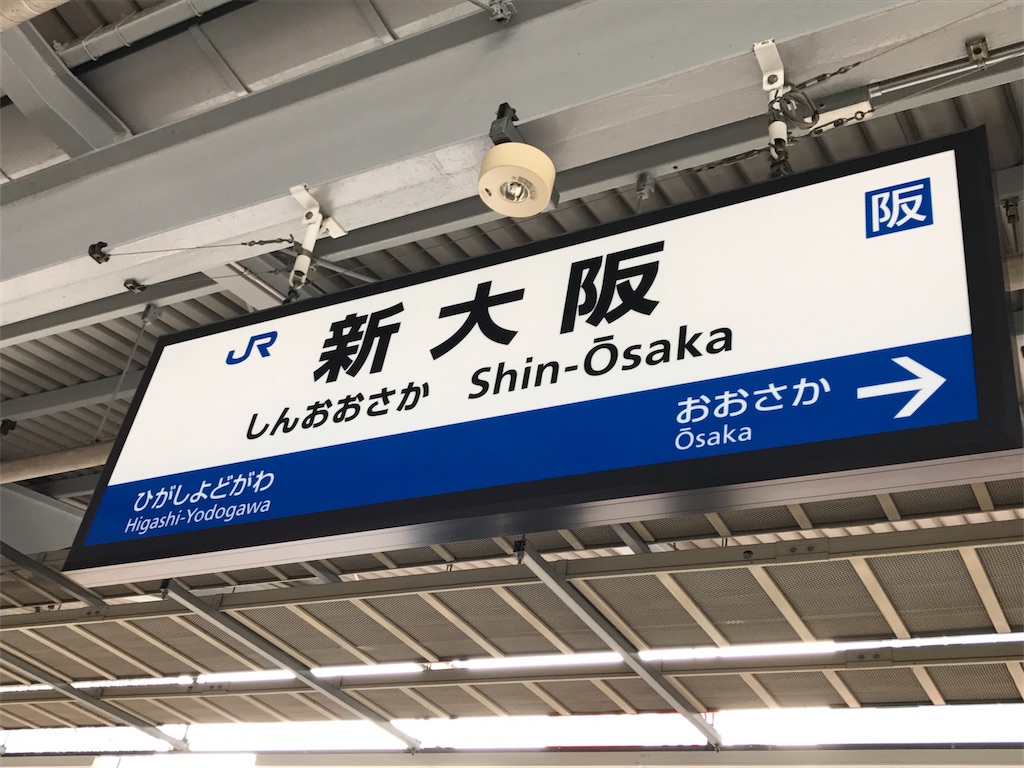 阪
JR
新大阪
しんおおさか Shin-Ōsaka
おおさか →
Ōsaka
ひがしよどがわ
Higashi-Yodogawa